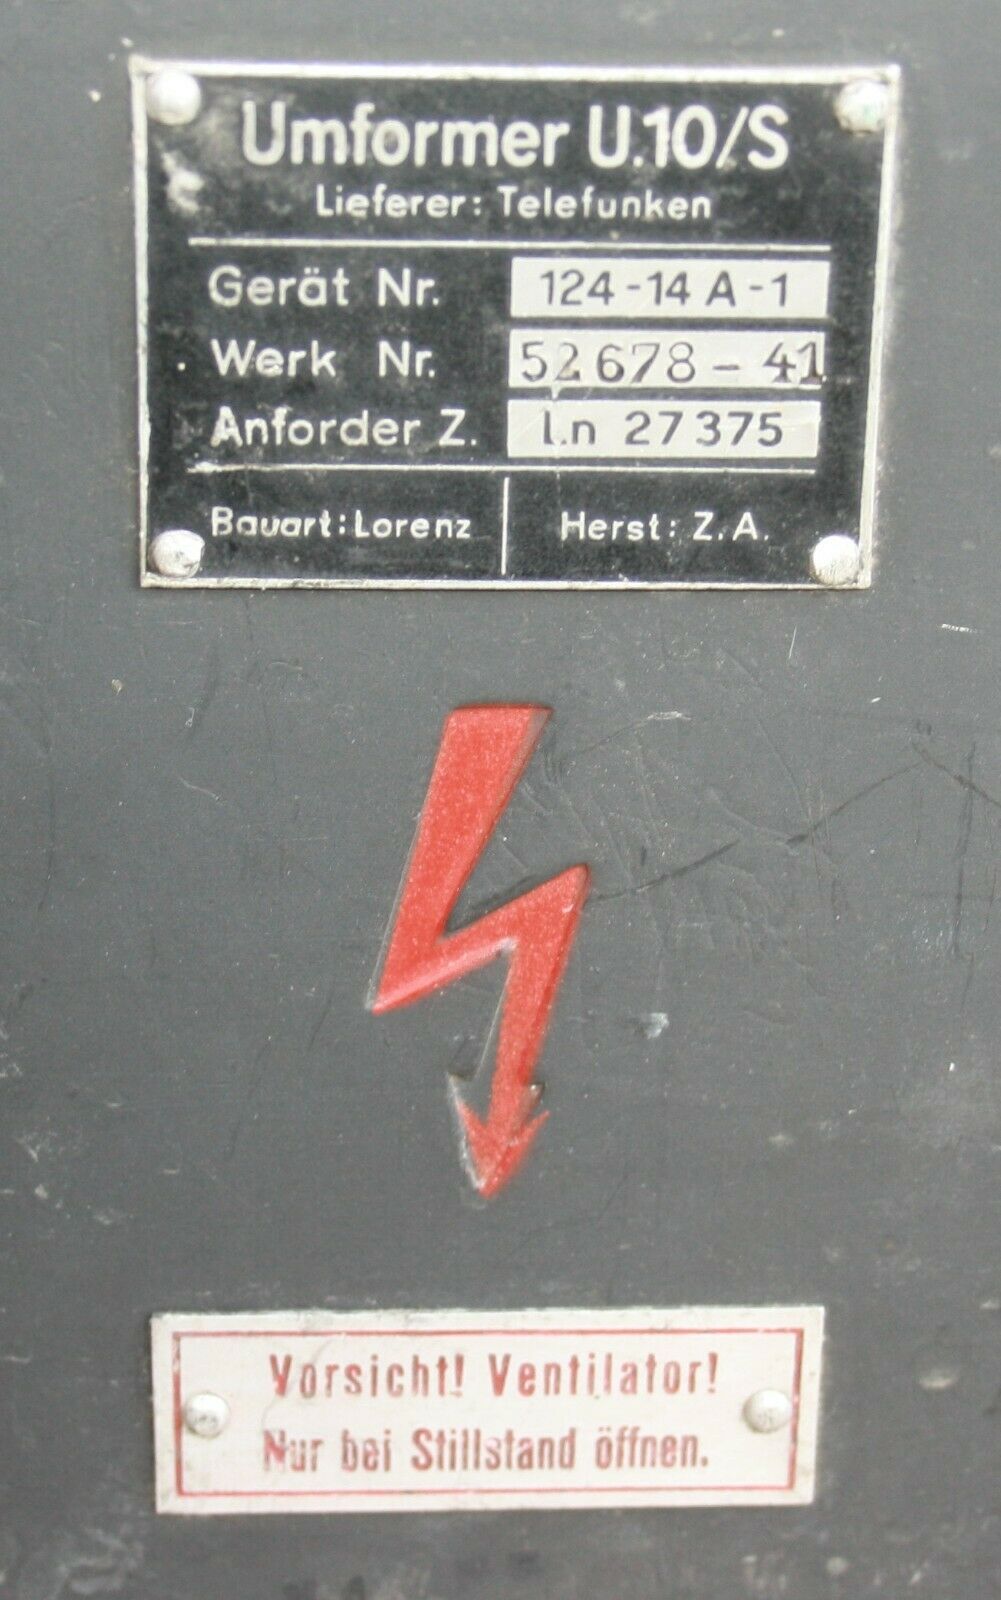 Umformer U.10/S
Lieferer: Telefunken
Gerät Nr. 124-14 A-1
Werk Nr. 52678-41
Anforder Z. Ln 27375
Bauart: Lorenz Herst: Z.A.
Vorsicht! Ventilator!
Nur bei Stillstand öffnen.